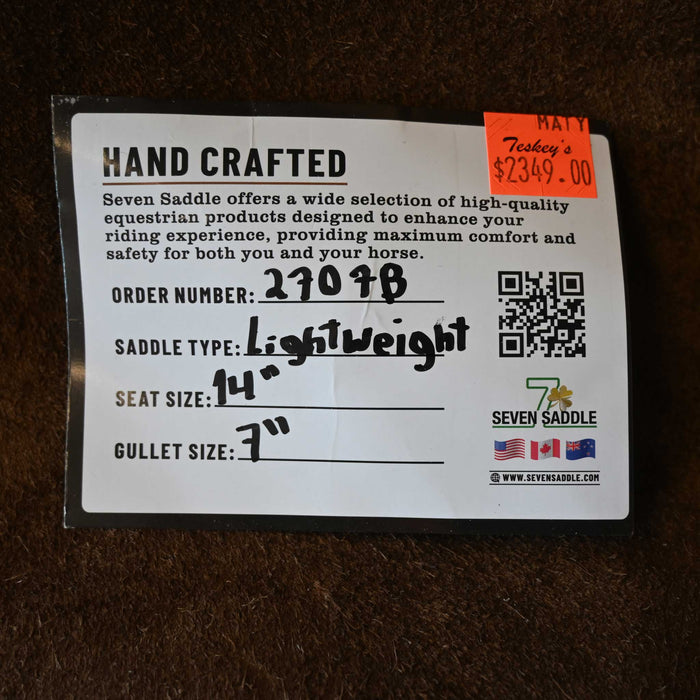 MATY
Teskey's
$2349.00
HAND CRAFTED
Seven Saddle offers a wide selection of high-quality
equestrian products designed to enhance your
riding experience, providing maximum comfort and
safety for both you and your horse.
ORDER NUMBER: 2707B
SADDLE TYPE: Lightweight
SEAT SIZE: 14"
GULLET SIZE: 7"
7
SEVEN SADDLE
WWW.SEVENSADDLE.COM